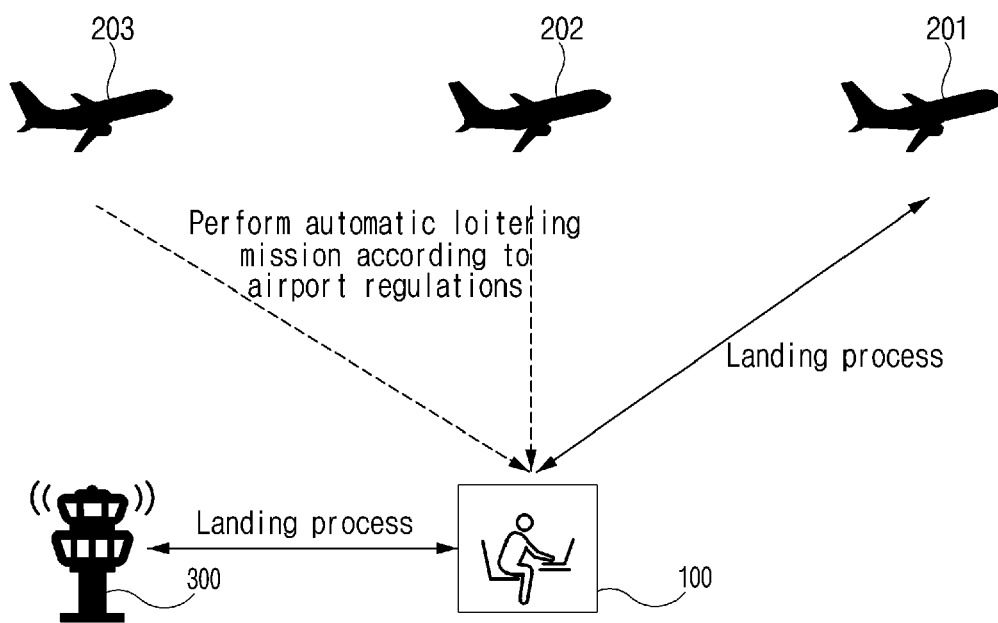 203
202
201
Perform automatic loitering
mission according to
airport regulations
Landing process
Landing process
300
100